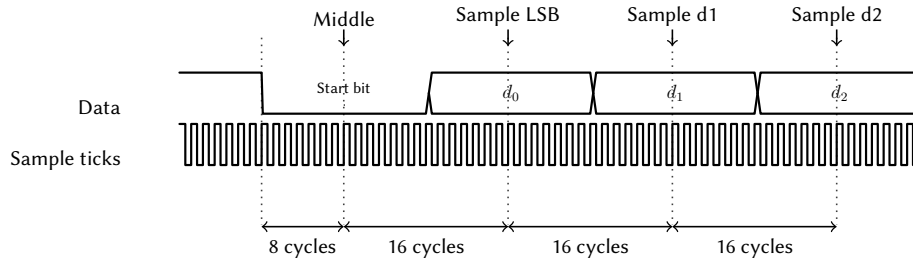 Middle
Sample LSB
Sample d1
Sample d2
Start bit
d0
d1
d2
Data
Sample ticks
8 cycles
16 cycles
16 cycles
16 cycles